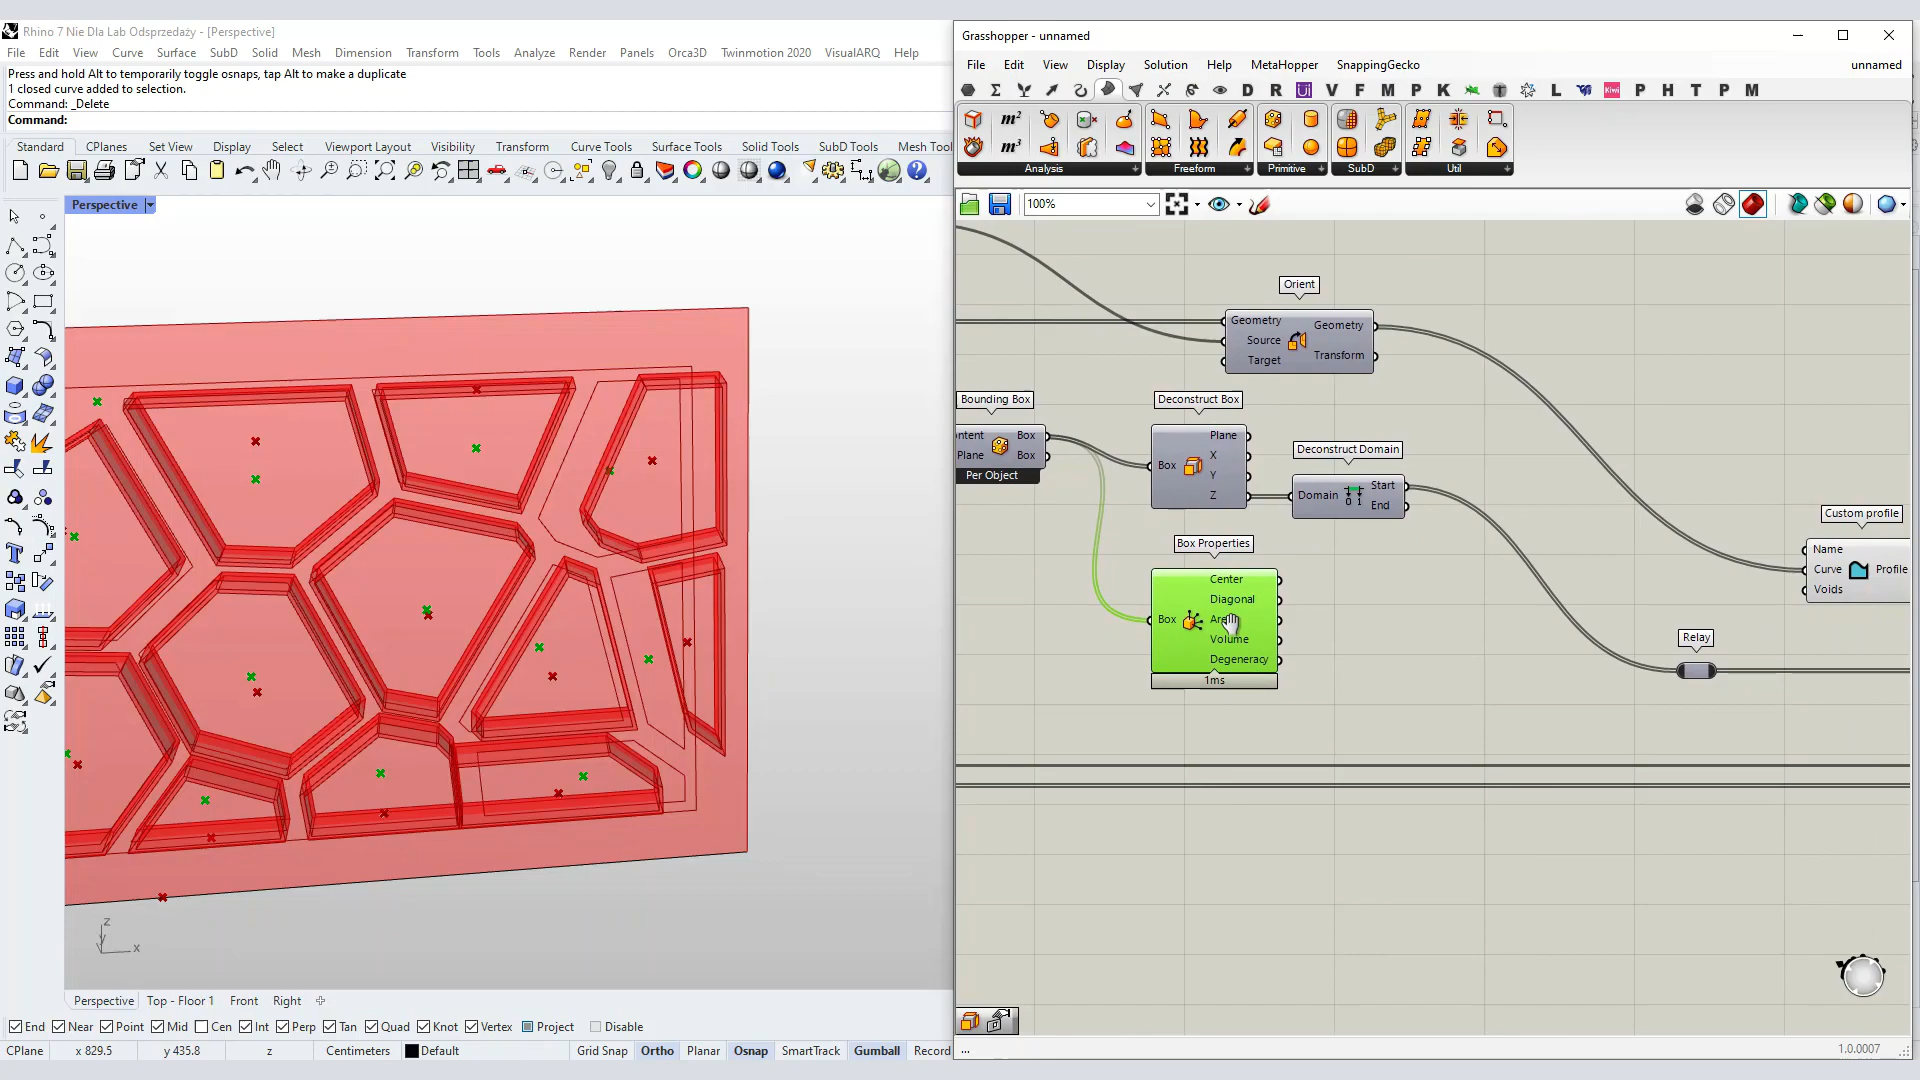 Rhino 7 Nie Dla Lab Odsprzedaży - [Perspective]
File Edit View Curve Surface SubD Solid Mesh Dimension Transform Tools Analyze Render Panels Orca3D Twinmotion 2020 VisualARQ Help
Press and hold Alt to temporarily toggle osnaps, tap Alt to make a duplicate
1 closed curve added to selection.
Command: _Delete
Command:
Standard CPlanes Set View Display Select Viewport Layout Visibility Transform Curve Tools Surface Tools Solid Tools SubD Tools Mesh Tool
Perspective
z
y
x
Perspective Top - Floor 1 Front Right
End Near Point Mid Cen Int Perp Tan Quad Knot Vertex Project Disable
CPlane x 829.5 y 435.8 z Centimeters Default Grid Snap Ortho Planar Osnap SmartTrack Gumball Record
Grasshopper - unnamed
File Edit View Display Solution Help MetaHopper SnappingGecko unnamed
D R V F M P K L P H T P M
m² m³
Analysis Freeform Primitive SubD Util
100%
Orient
Geometry Geometry
Source
Target Transform
Bounding Box
ontent Box
Plane Box
Per Object
Deconstruct Box
Plane
X
Box
Y
Z
Deconstruct Domain
Domain Start
End
Box Properties
Center
Diagonal
Box
Volume
Degeneracy
1ms
Custom profile
Name
Curve Profile
Voids
Relay
...
1.0.0007